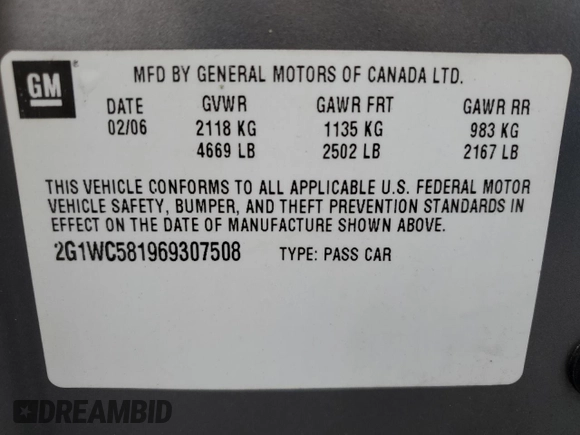 GM
MFD BY GENERAL MOTORS OF CANADA LTD.
DATE GVWR GAWR FRT GAWR RR
02/06 2118 KG 1135 KG 983 KG
4669 LB 2502 LB 2167 LB
THIS VEHICLE CONFORMS TO ALL APPLICABLE U.S. FEDERAL MOTOR
VEHICLE SAFETY, BUMPER, AND THEFT PREVENTION STANDARDS IN
EFFECT ON THE DATE OF MANUFACTURE SHOWN ABOVE.
2G1WC581969307508 TYPE: PASS CAR
DREAMBID